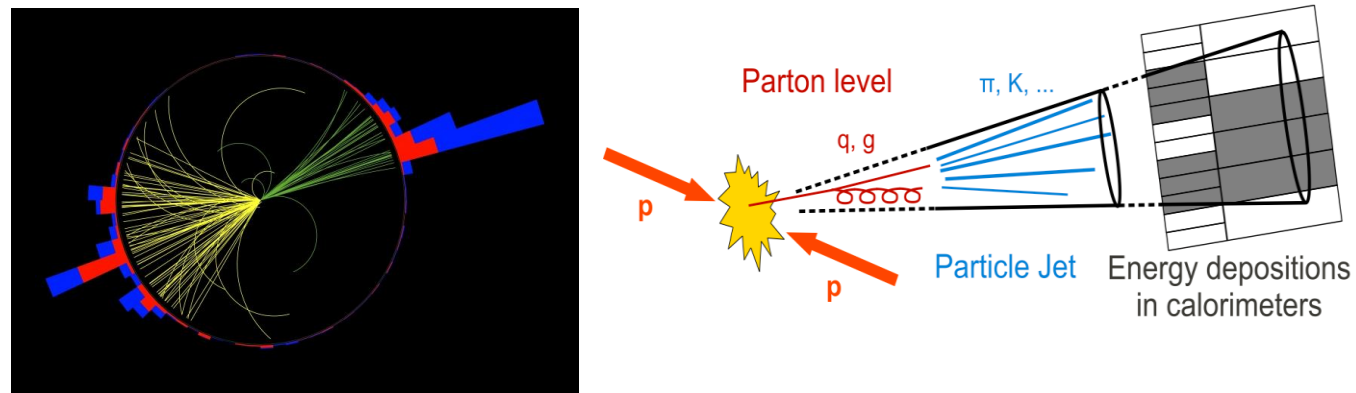 Parton level
π, K, ...
q, g
p
p
Particle Jet
Energy depositions
in calorimeters